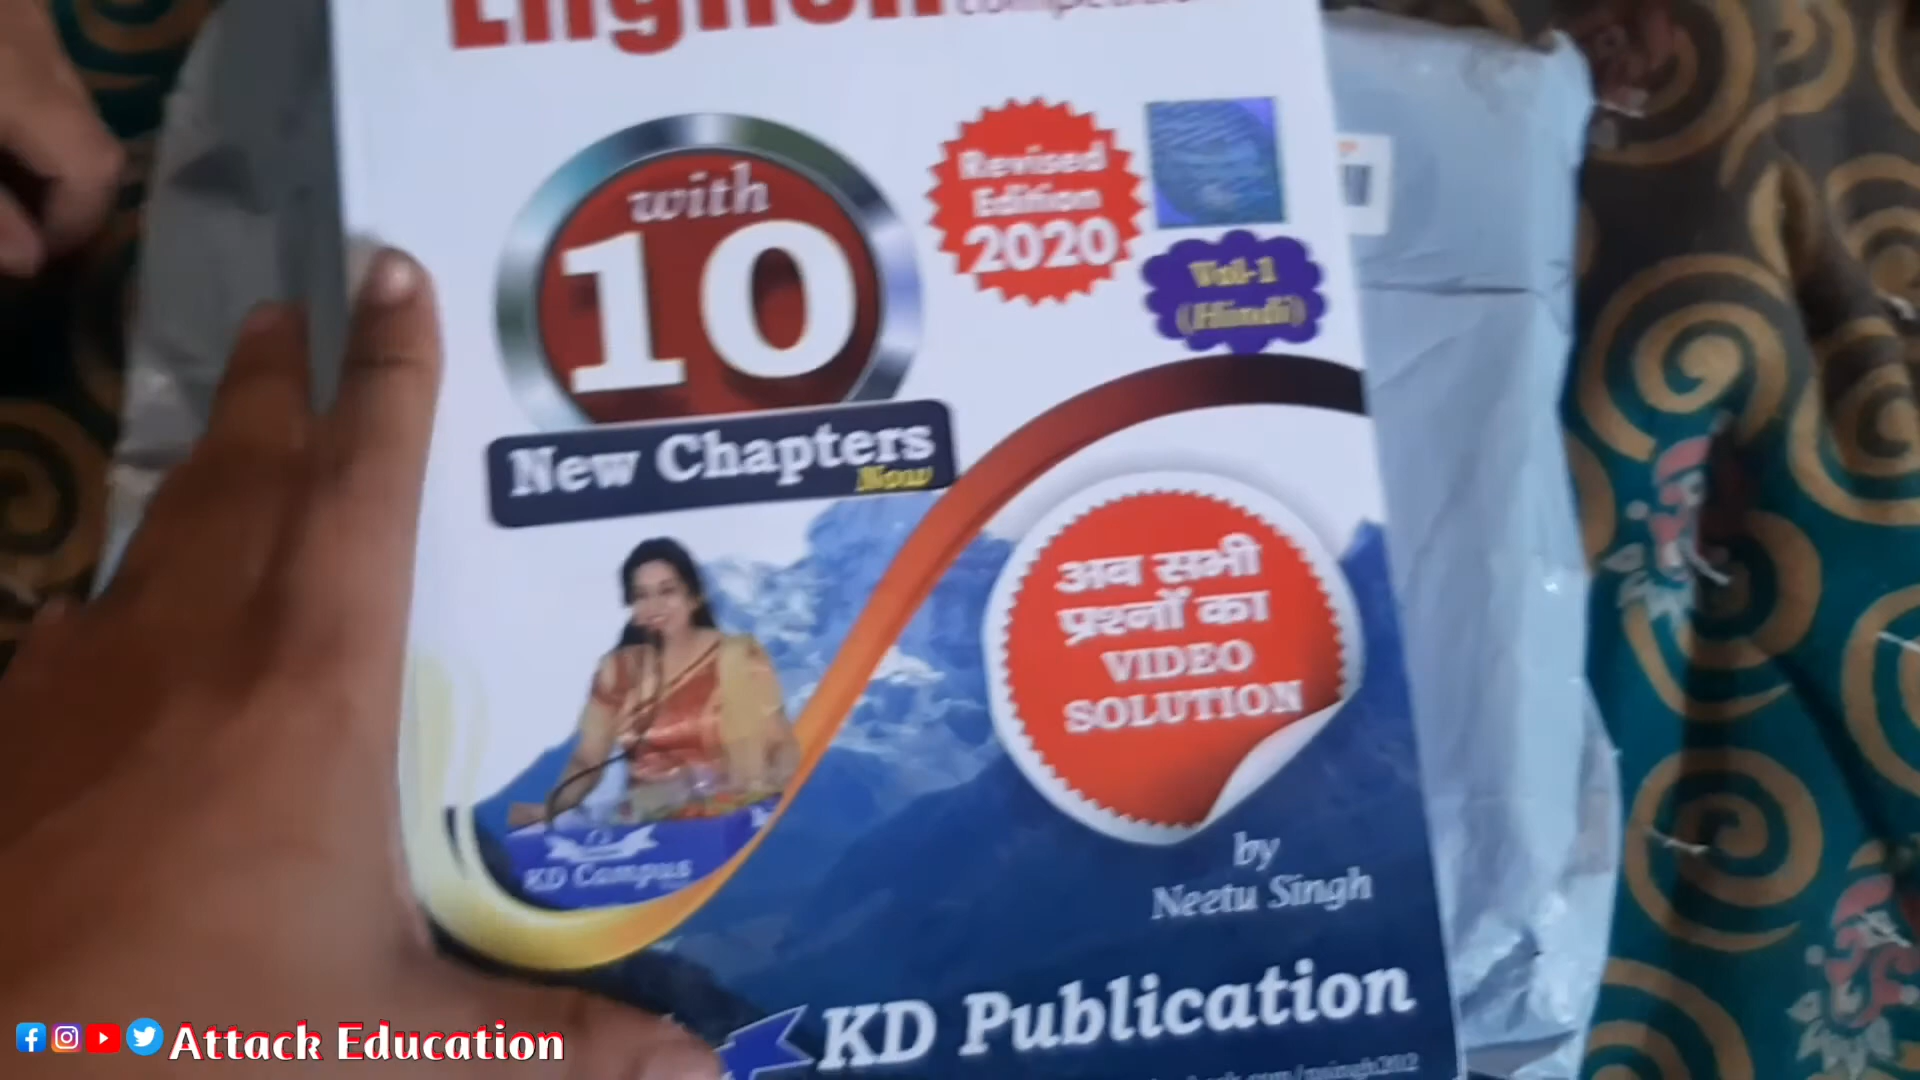 English
with
10
New Chapters
Now
Revised
Edition
2020
Vol-1
(Hindi)
अब सभी
प्रश्नों का
VIDEO
SOLUTION
KD Campus
by
Neetu Singh
KD Publication
Attack Education